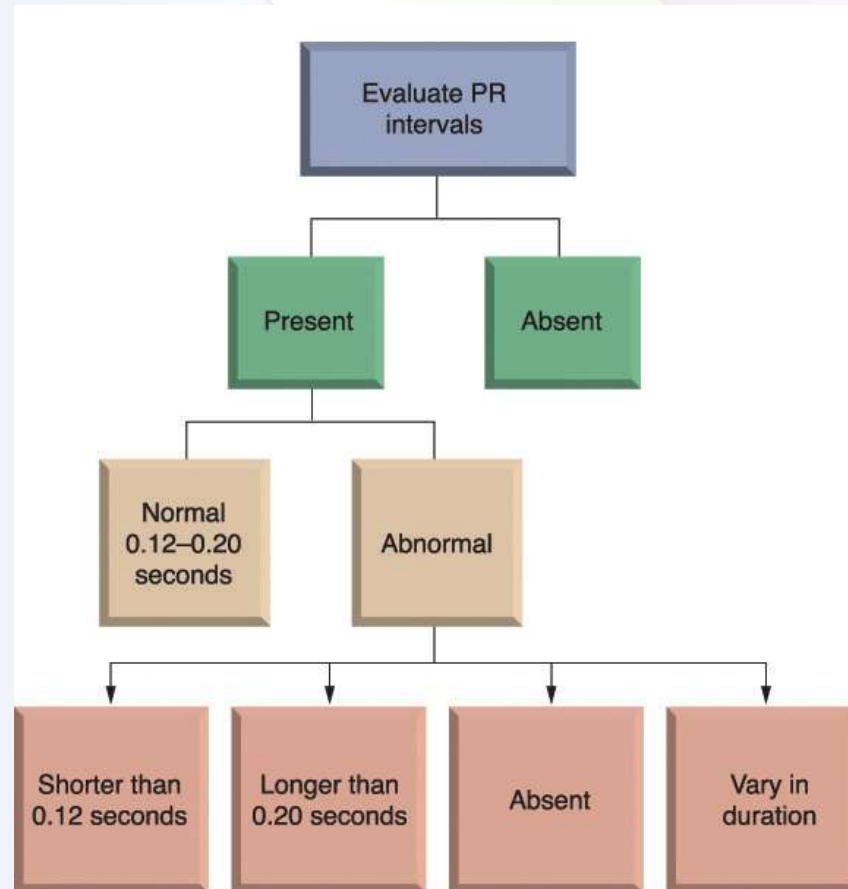 Evaluate PR
intervals
Present
Absent
Normal
0.12–0.20
seconds
Abnormal
Shorter than
0.12 seconds
Longer than
0.20 seconds
Absent
Vary in
duration